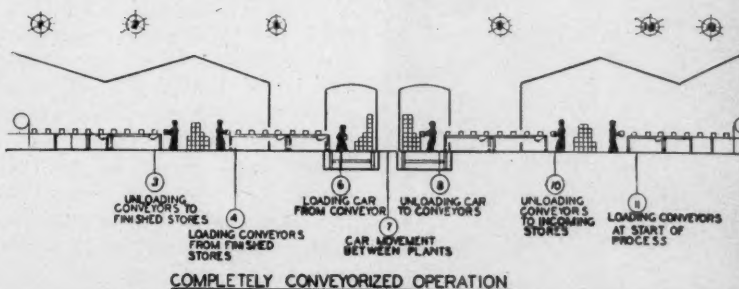 3
UNLOADING
CONVEYORS TO
FINISHED STORES
4
LOADING CONVEYORS
FROM FINISHED
STORES
6
LOADING CAR
FROM CONVEYOR
7
CAR MOVEMENT
BETWEEN PLANTS
8
UNLOADING CAR
TO CONVEYORS
10
UNLOADING
CONVEYORS
TO INCOMING
STORES
11
LOADING CONVEYORS
AT START OF
PROCESS
COMPLETELY CONVEYORIZED OPERATION